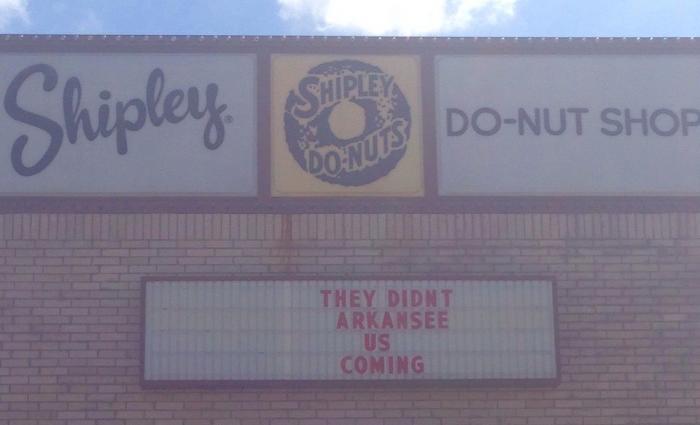 Shipley®
SHIPLEY
DO-NUTS
DO-NUT SHOP
THEY DIDNT
ARKANSEE
US
COMING